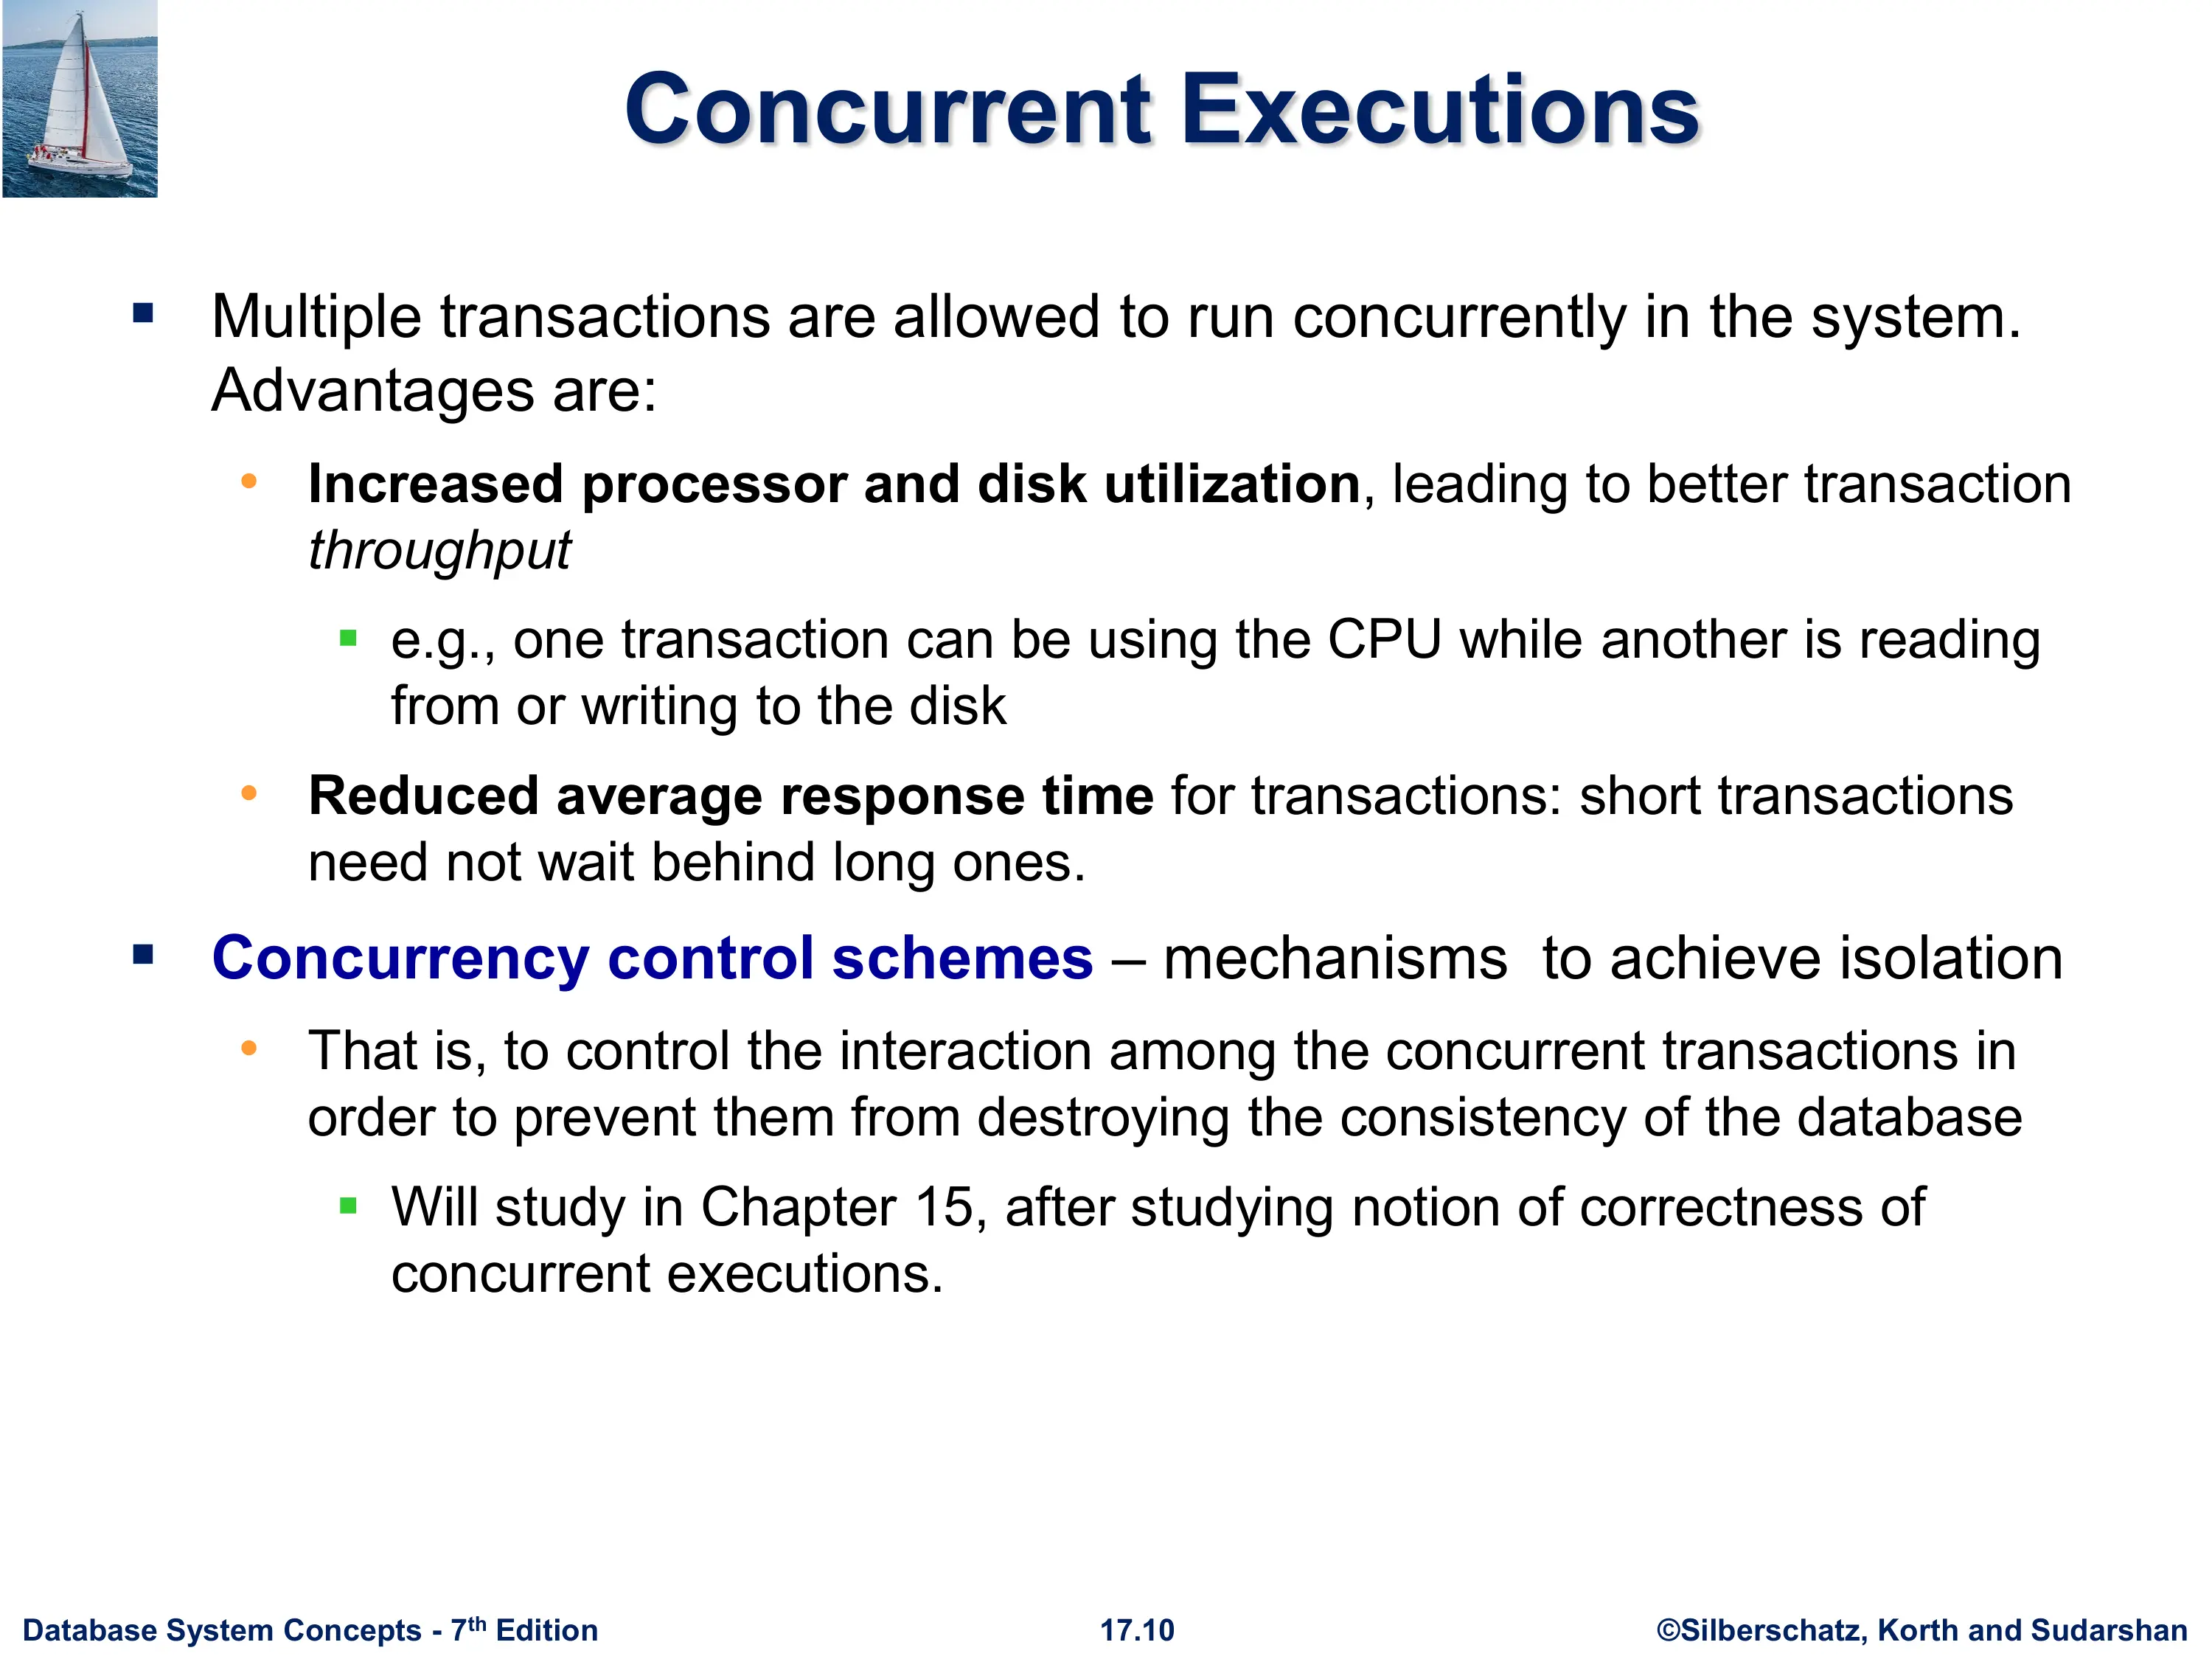 Concurrent Executions
▪ Multiple transactions are allowed to run concurrently in the system.
Advantages are:
• Increased processor and disk utilization, leading to better transaction
throughput
▪ e.g., one transaction can be using the CPU while another is reading
from or writing to the disk
• Reduced average response time for transactions: short transactions
need not wait behind long ones.
▪ Concurrency control schemes – mechanisms  to achieve isolation
• That is, to control the interaction among the concurrent transactions in
order to prevent them from destroying the consistency of the database
▪ Will study in Chapter 15, after studying notion of correctness of
concurrent executions.
Database System Concepts - 7th Edition
17.10
©Silberschatz, Korth and Sudarshan